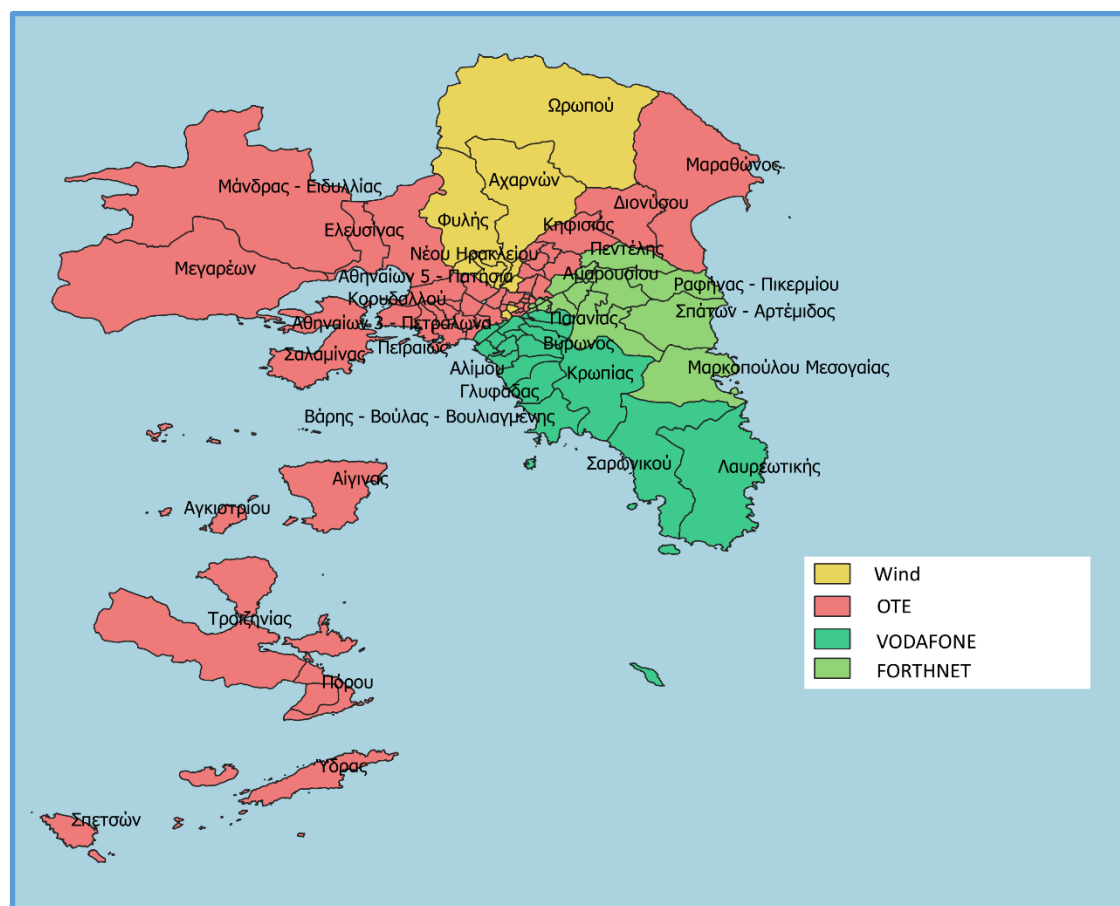 Ωρωπού
Μαραθώνος
Αχαρνών
Μάνδρας - Ειδυλλίας
Διονύσου
Φυλής
Κηφισιάς
Ελευσίνας
Πεντέλης
Νέου Ηρακλείου
Μεγαρέων
Αμαρουσίου
Αθηναίων 5 - Πατήσια
Ραφήνας - Πικερμίου
Κορυδαλλού
Σπάτων - Αρτέμιδος
Παιανίας
Αθηναίων 3 - Πετράλωνα
Βύρωνος
Πειραιώς
Σαλαμίνας
Αλίμου
Κρωπίας
Μαρκοπούλου Μεσογαίας
Γλυφάδας
Βάρης - Βούλας - Βουλιαγμένης
Σαρωνικού
Λαυρεωτικής
Αίγινας
Αγκιστρίου
Τροιζηνίας
Πόρου
Ύδρας
Σπετσών
Wind
OTE
VODAFONE
FORTHNET